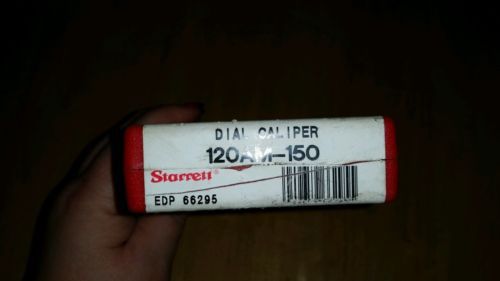 DIAL CALIPER
120AM-150
Starrett
EDP 66295